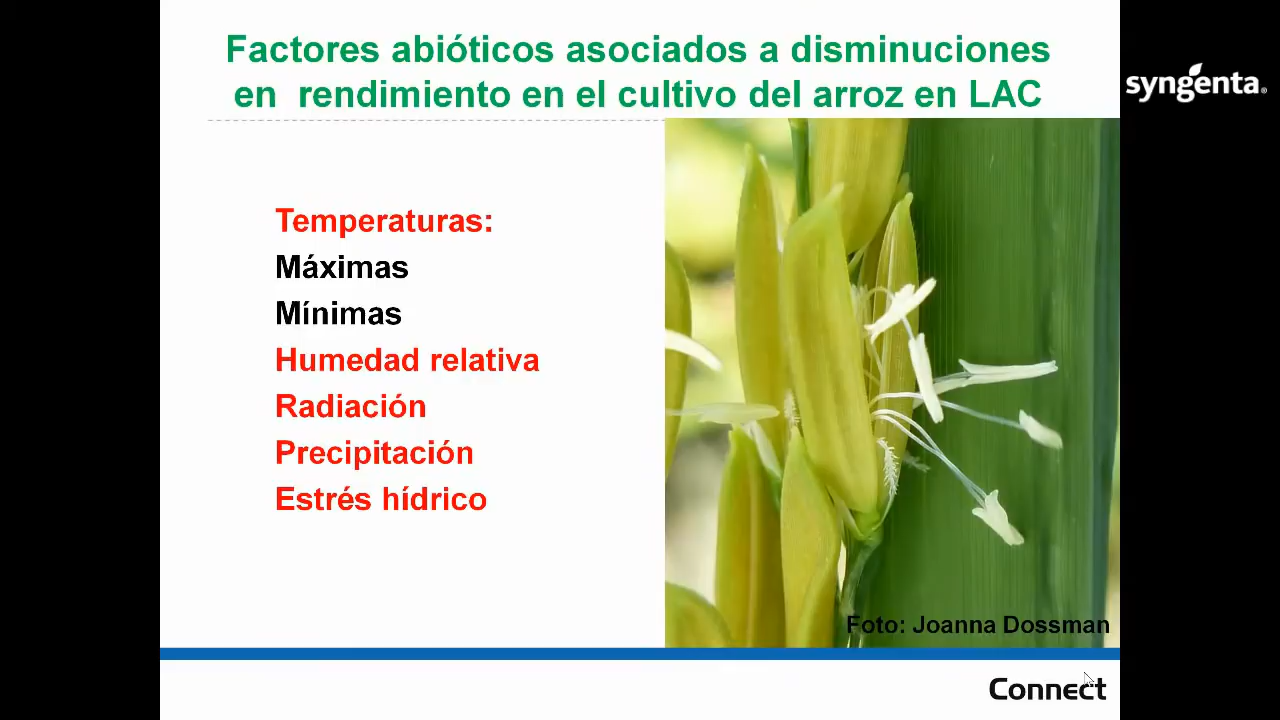 Factores abióticos asociados a disminuciones
en rendimiento en el cultivo del arroz en LAC
syngenta®
Temperaturas:
Máximas
Mínimas
Humedad relativa
Radiación
Precipitación
Estrés hídrico
Foto: Joanna Dossman
Connect